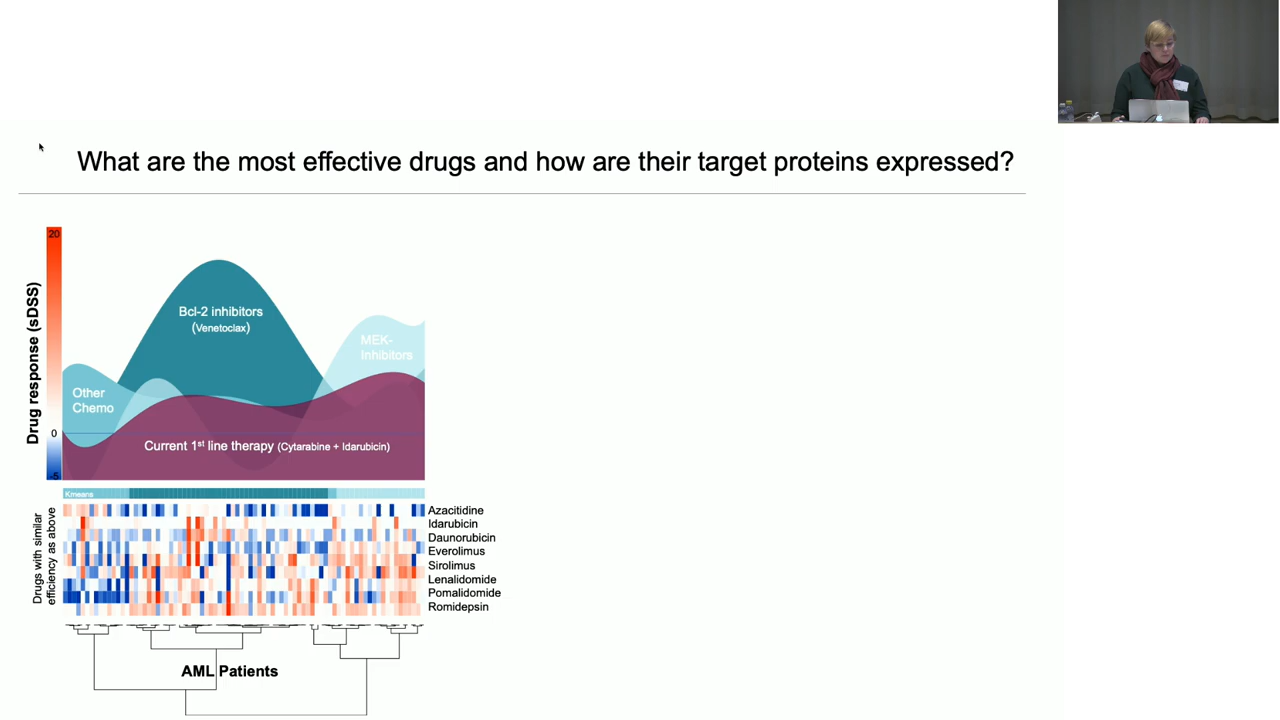 What are the most effective drugs and how are their target proteins expressed?
Drug response (sDSS)
20
0
-5
Bcl-2 inhibitors
(Venetoclax)
MEK-
Inhibitors
Other
Chemo
Current 1st line therapy (Cytarabine + Idarubicin)
Kmeans
Drugs with similar
efficiency as above
Azacitidine
Idarubicin
Daunorubicin
Everolimus
Sirolimus
Lenalidomide
Pomalidomide
Romidepsin
AML Patients